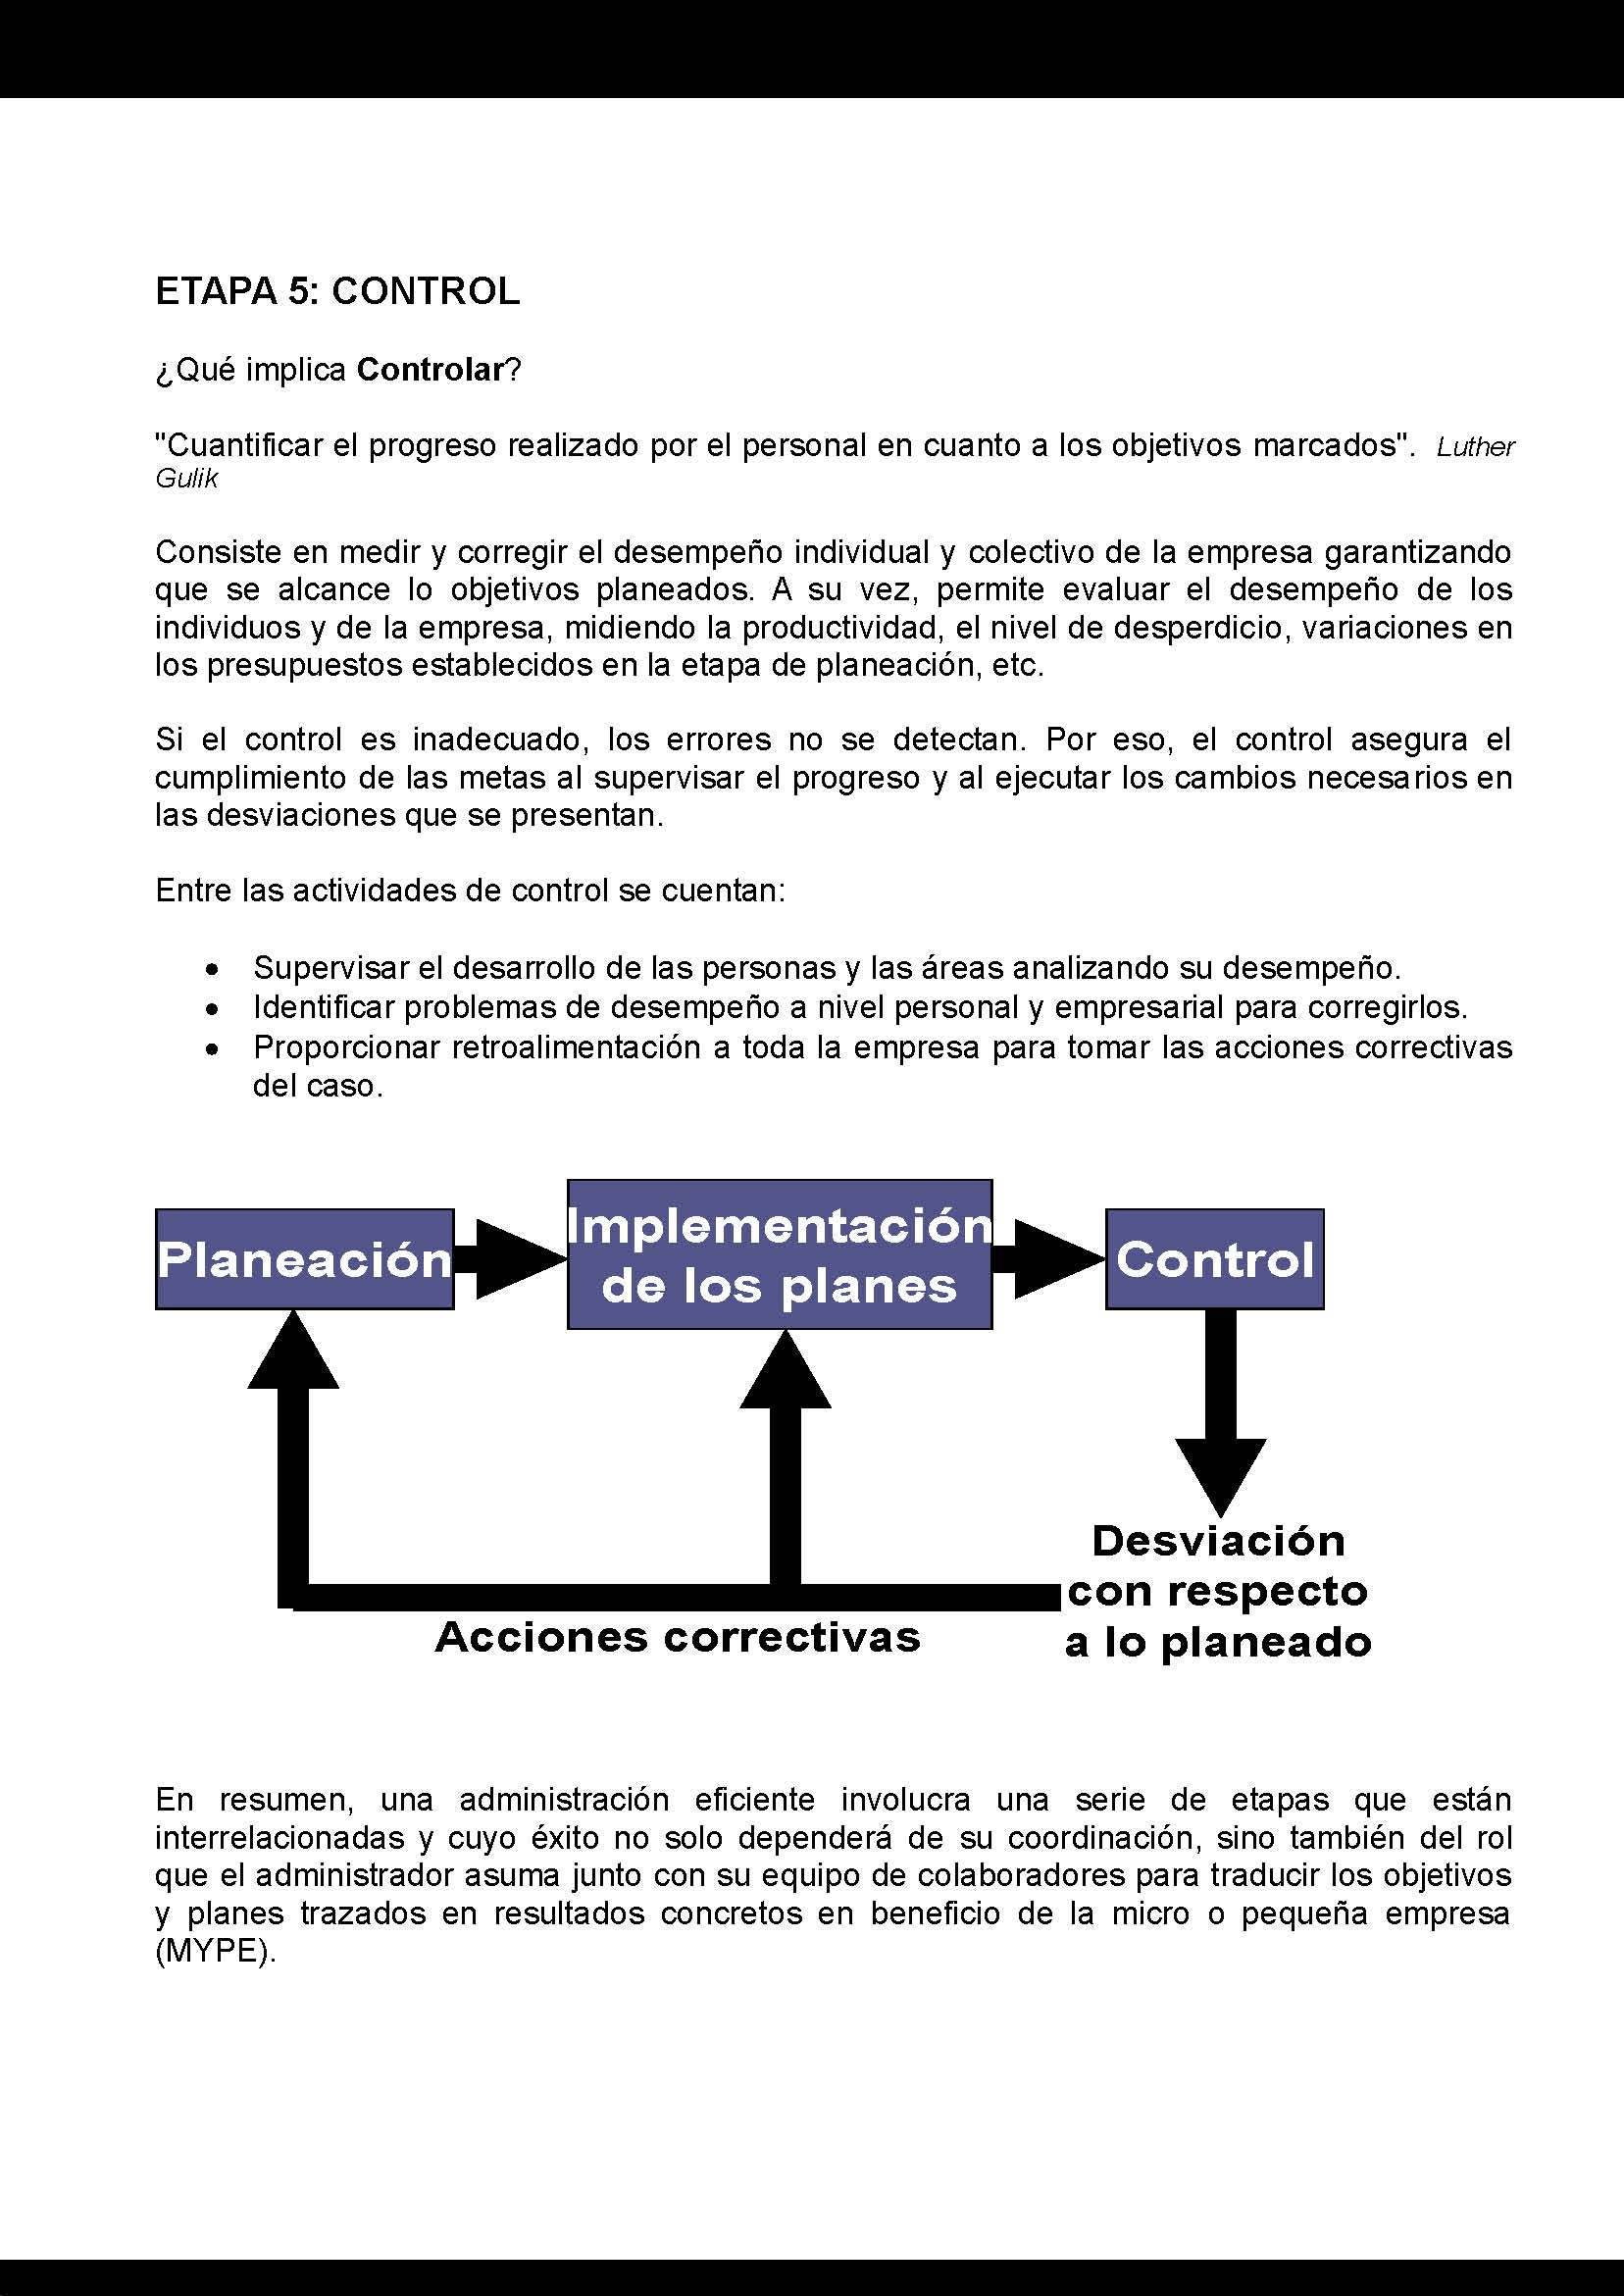 ETAPA 5: CONTROL
¿Qué implica Controlar?
"Cuantificar el progreso realizado por el personal en cuanto a los objetivos marcados". Luther
Gulik
Consiste en medir y corregir el desempeño individual y colectivo de la empresa garantizando
que se alcance lo objetivos planeados. A su vez, permite evaluar el desempeño de los
individuos y de la empresa, midiendo la productividad, el nivel de desperdicio, variaciones en
los presupuestos establecidos en la etapa de planeación, etc.
Si el control es inadecuado, los errores no se detectan. Por eso, el control asegura el
cumplimiento de las metas al supervisar el progreso y al ejecutar los cambios necesarios en
las desviaciones que se presentan.
Entre las actividades de control se cuentan:
• Supervisar el desarrollo de las personas y las áreas analizando su desempeño.
• Identificar problemas de desempeño a nivel personal y empresarial para corregirlos.
• Proporcionar retroalimentación a toda la empresa para tomar las acciones correctivas
del caso.
Planeación
Implementación
de los planes
Control
Desviación
con respecto
a lo planeado
Acciones correctivas
En resumen, una administración eficiente involucra una serie de etapas que están
interrelacionadas y cuyo éxito no solo dependerá de su coordinación, sino también del rol
que el administrador asuma junto con su equipo de colaboradores para traducir los objetivos
y planes trazados en resultados concretos en beneficio de la micro o pequeña empresa
(MYPE).